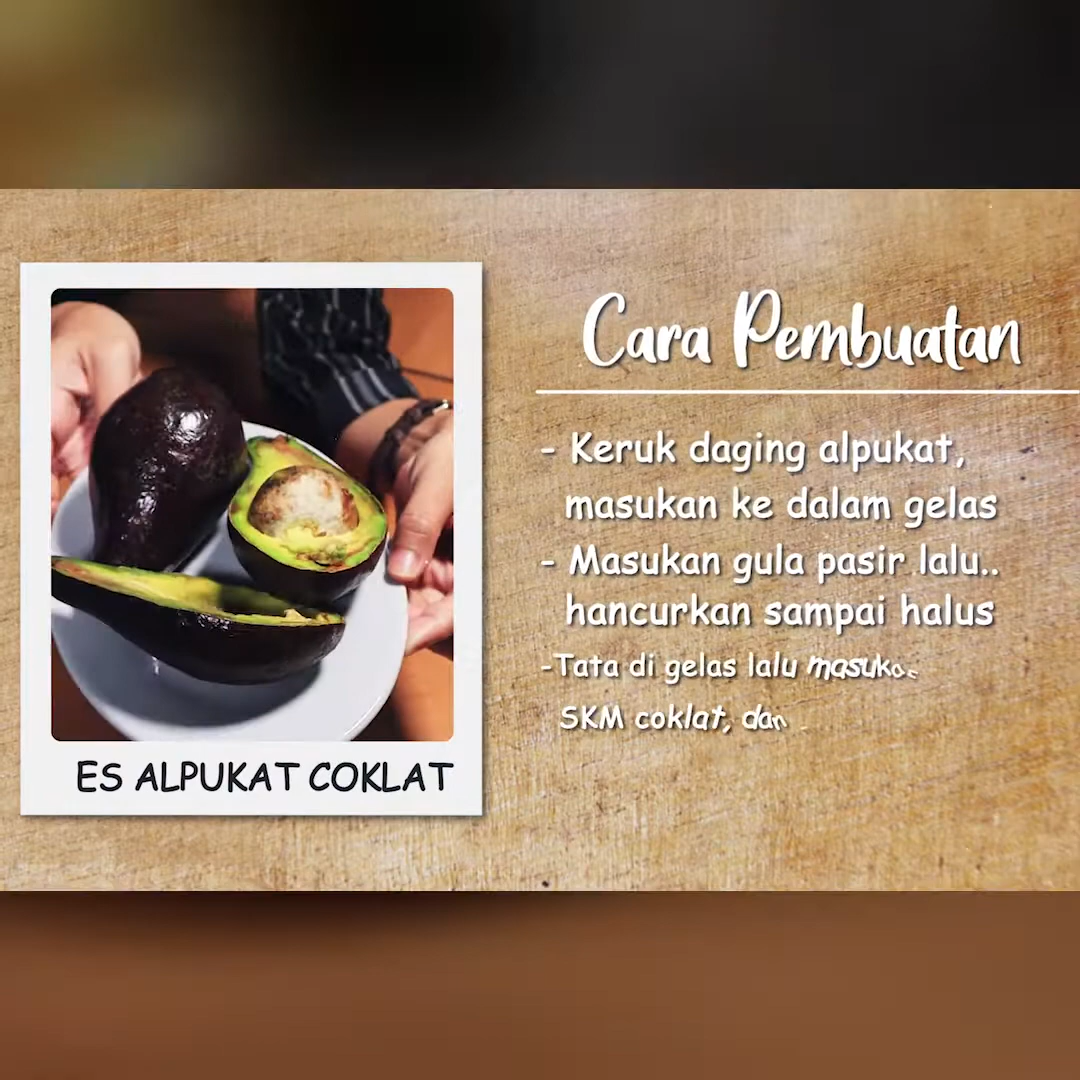 Cara Pembuatan
- Keruk daging alpukat,
masukan ke dalam gelas
- Masukan gula pasir lalu..
hancurkan sampai halus
-Tata di gelas lalu
SKM coklat, dan
ES ALPUKAT COKLAT